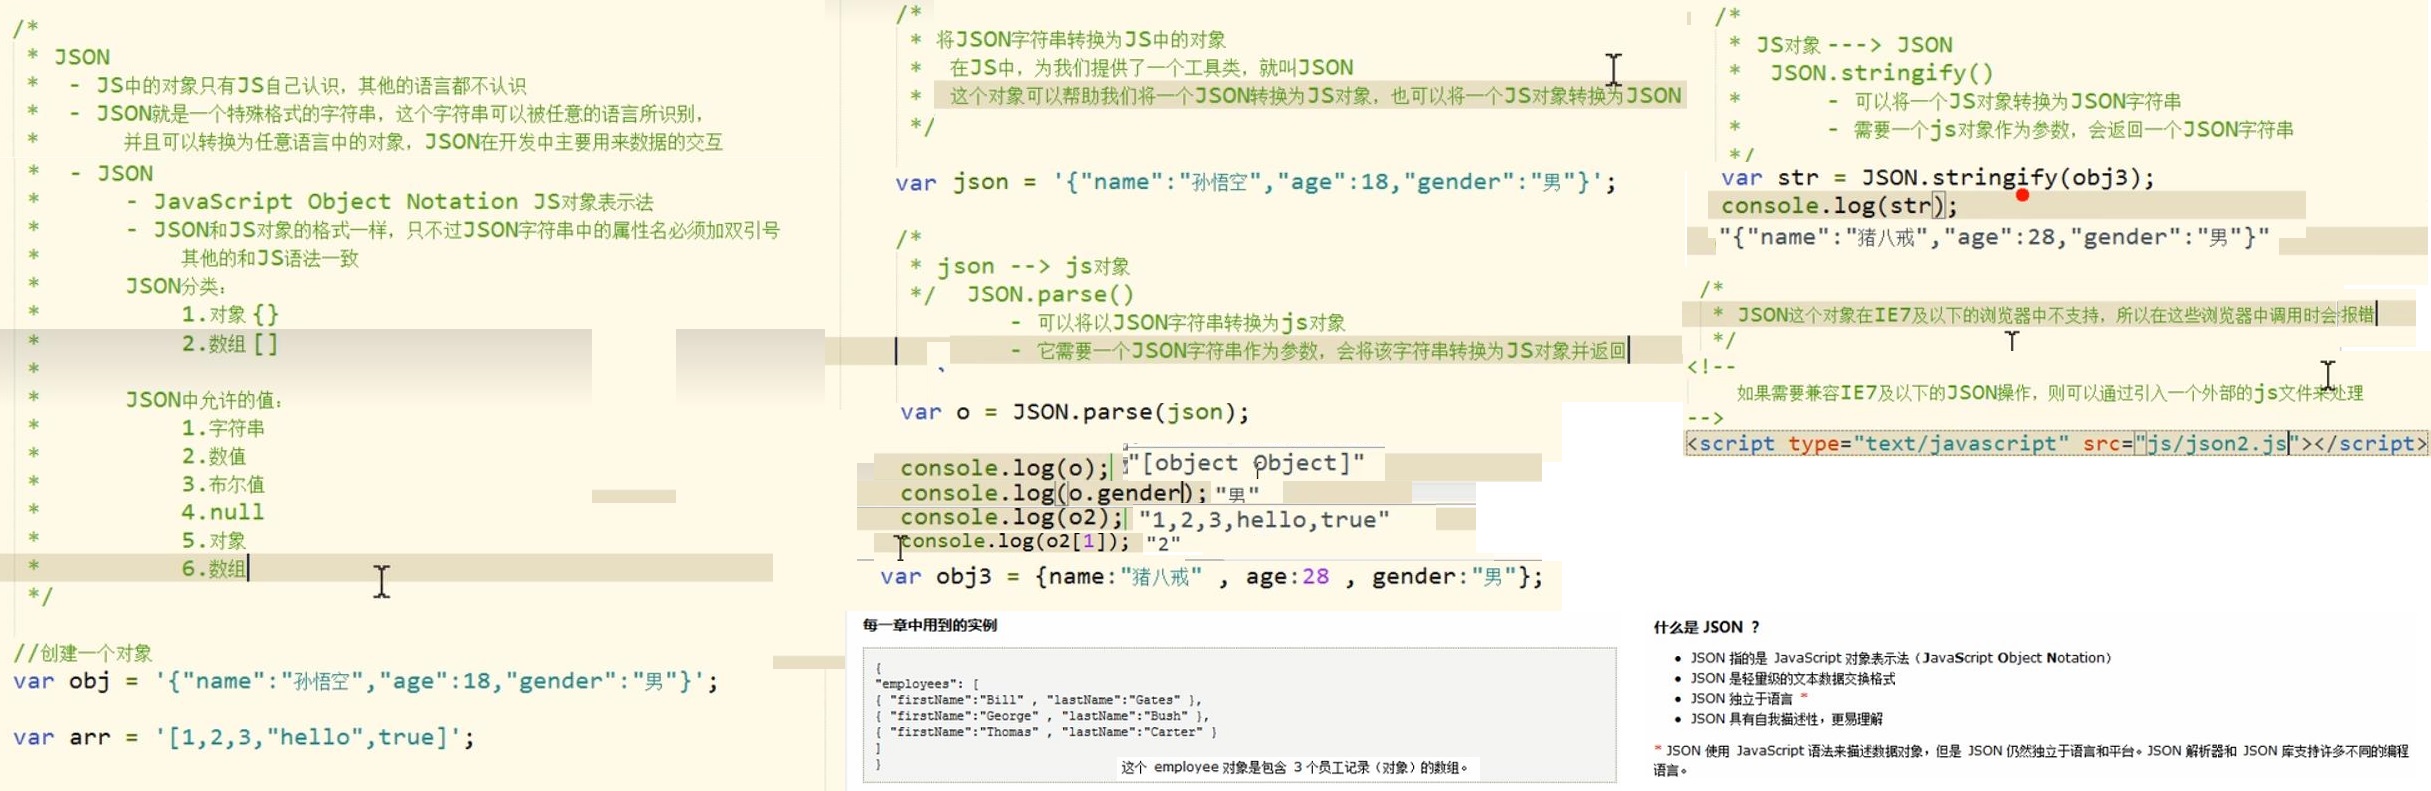 /*
* JSON
* - JS中的对象只有JS自己认识，其他的语言都不认识
* - JSON就是一个特殊格式的字符串，这个字符串可以被任意的语言所识别，
* 并且可以转换为任意语言中的对象，JSON在开发中主要用来数据的交互
* - JSON
* - JavaScript Object Notation JS对象表示法
* - JSON和JS对象的格式一样，只不过JSON字符串中的属性名必须加双引号
* 其他的和JS语法一致
* JSON分类：
* 1.对象 {}
* 2.数组 []
*
* JSON中允许的值：
* 1.字符串
* 2.数值
* 3.布尔值
* 4.null
* 5.对象
* 6.数组
*/
//创建一个对象
var obj = '{"name":"孙悟空","age":18,"gender":"男"}';
var arr = '[1,2,3,"hello",true]';
/*
* 将JSON字符串转换为JS中的对象
* 在JS中，为我们提供了一个工具类，就叫JSON
* 这个对象可以帮助我们将一个JSON转换为JS对象，也可以将一个JS对象转换为JSON
*/
var json = '{"name":"孙悟空","age":18,"gender":"男"}';
/*
* json --> js对象
*/ JSON.parse()
- 可以将以JSON字符串转换为js对象
- 它需要一个JSON字符串作为参数，会将该字符串转换为JS对象并返回
var o = JSON.parse(json);
console.log(o); "[object Object]"
console.log(o.gender); "男"
console.log(o2); "1,2,3,hello,true"
console.log(o2[1]); "2"
var obj3 = {name:"猪八戒" , age:28 , gender:"男"};
每一章中用到的实例
{
"employees": [
{ "firstName":"Bill" , "lastName":"Gates" },
{ "firstName":"George" , "lastName":"Bush" },
{ "firstName":"Thomas" , "lastName":"Carter" }
]
}
这个 employee 对象是包含 3 个员工记录（对象）的数组。
/*
* JS对象 ---> JSON
* JSON.stringify()
* - 可以将一个JS对象转换为JSON字符串
* - 需要一个js对象作为参数，会返回一个JSON字符串
*/
var str = JSON.stringify(obj3);
console.log(str);
"{"name":"猪八戒","age":28,"gender":"男"}"
/*
* JSON这个对象在IE7及以下的浏览器中不支持，所以在这些浏览器中调用时会报错
*/
<!--
如果需要兼容IE7及以下的JSON操作，则可以通过引入一个外部的js文件来处理
-->
<script type="text/javascript" src="js/json2.js"></script>
什么是 JSON ？
• JSON 指的是 JavaScript 对象表示法（JavaScript Object Notation）
• JSON 是轻量级的文本数据交换格式
• JSON 独立于语言 *
• JSON 具有自我描述性，更易理解
* JSON 使用 JavaScript 语法来描述数据对象，但是 JSON 仍然独立于语言和平台。JSON 解析器和 JSON 库支持许多不同的编程
语言。